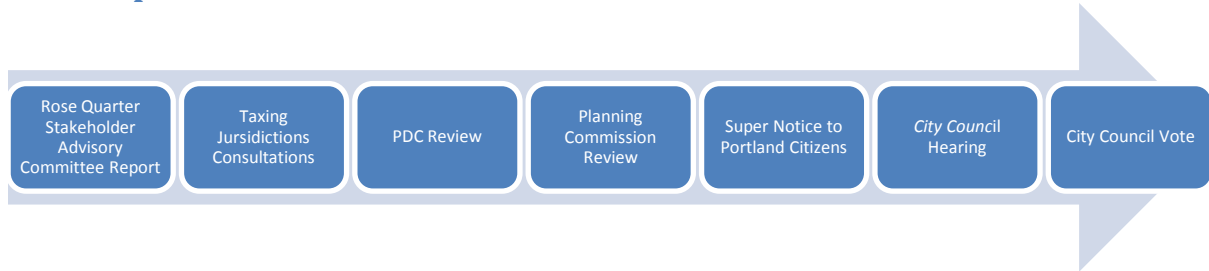 Rose Quarter
Stakeholder
Advisory
Committee Report
Taxing
Jursidictions
Consultations
PDC Review
Planning
Commission
Review
Super Notice to
Portland Citizens
City Council
Hearing
City Council Vote